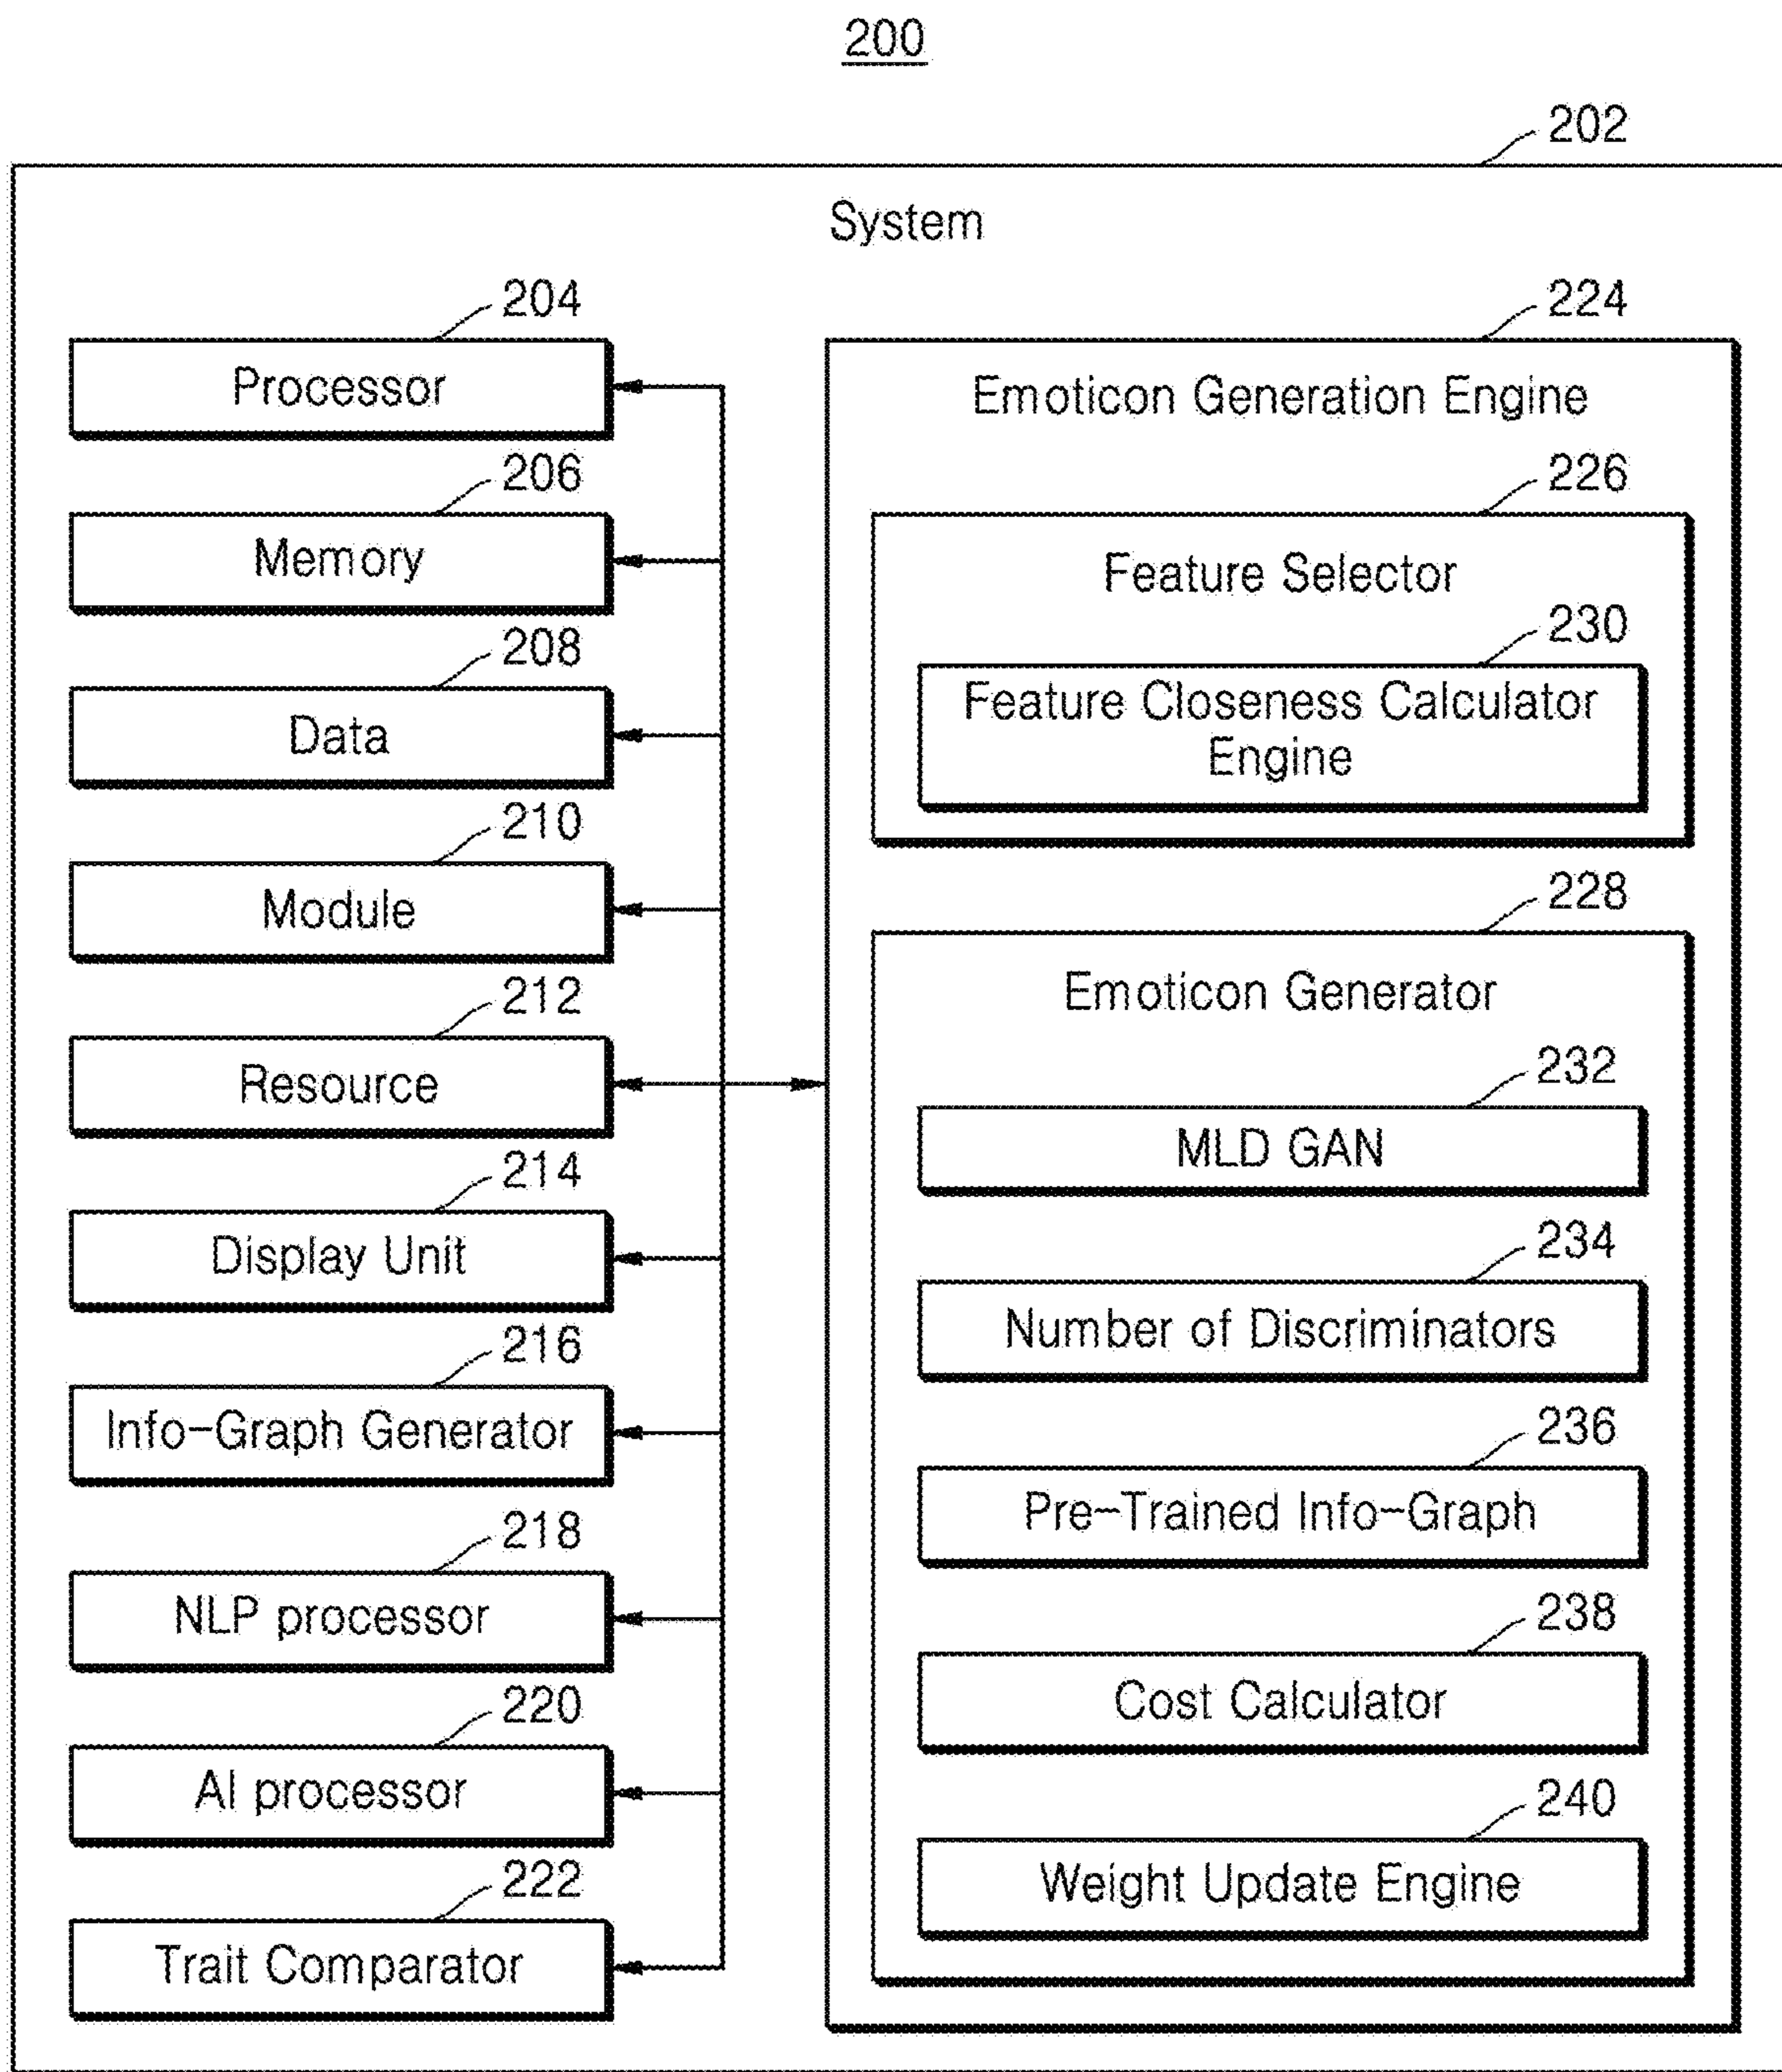 200
202
System
204
Processor
206
Memory
208
Data
210
Module
212
Resource
214
Display Unit
216
Info-Graph Generator
218
NLP processor
220
AI processor
222
Trait Comparator
224
Emoticon Generation Engine
226
Feature Selector
230
Feature Closeness Calculator
Engine
228
Emoticon Generator
232
MLD GAN
234
Number of Discriminators
236
Pre-Trained Info-Graph
238
Cost Calculator
240
Weight Update Engine